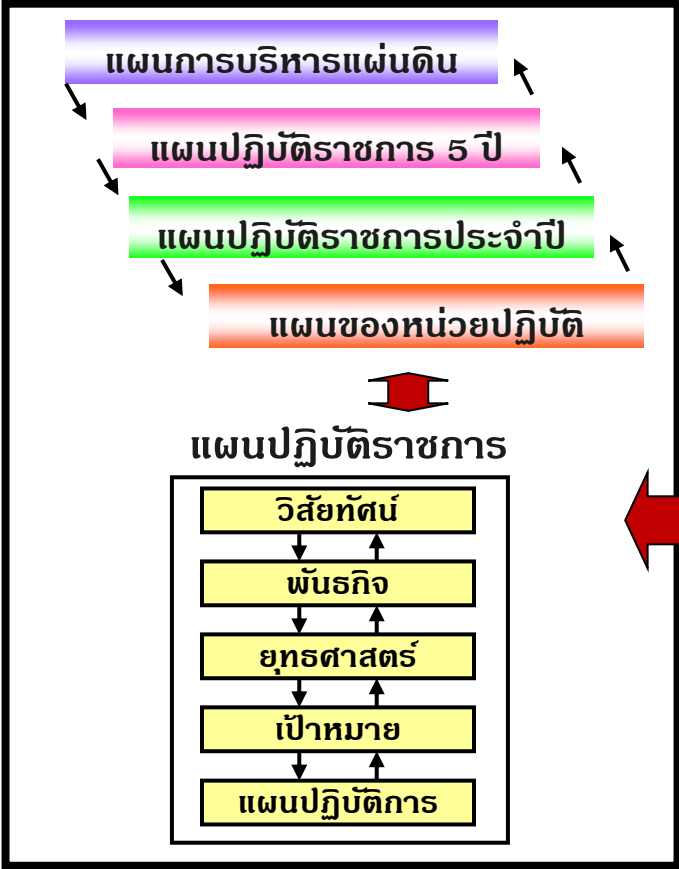 แผนการบริหารแผ่นดิน
แผนปฏิบัติราชการ 5 ปี
แผนปฏิบัติราชการประจำปี
แผนของหน่วยปฏิบัติ
แผนปฏิบัติราชการ
วิสัยทัศน์
พันธกิจ
ยุทธศาสตร์
เป้าหมาย
แผนปฏิบัติการ